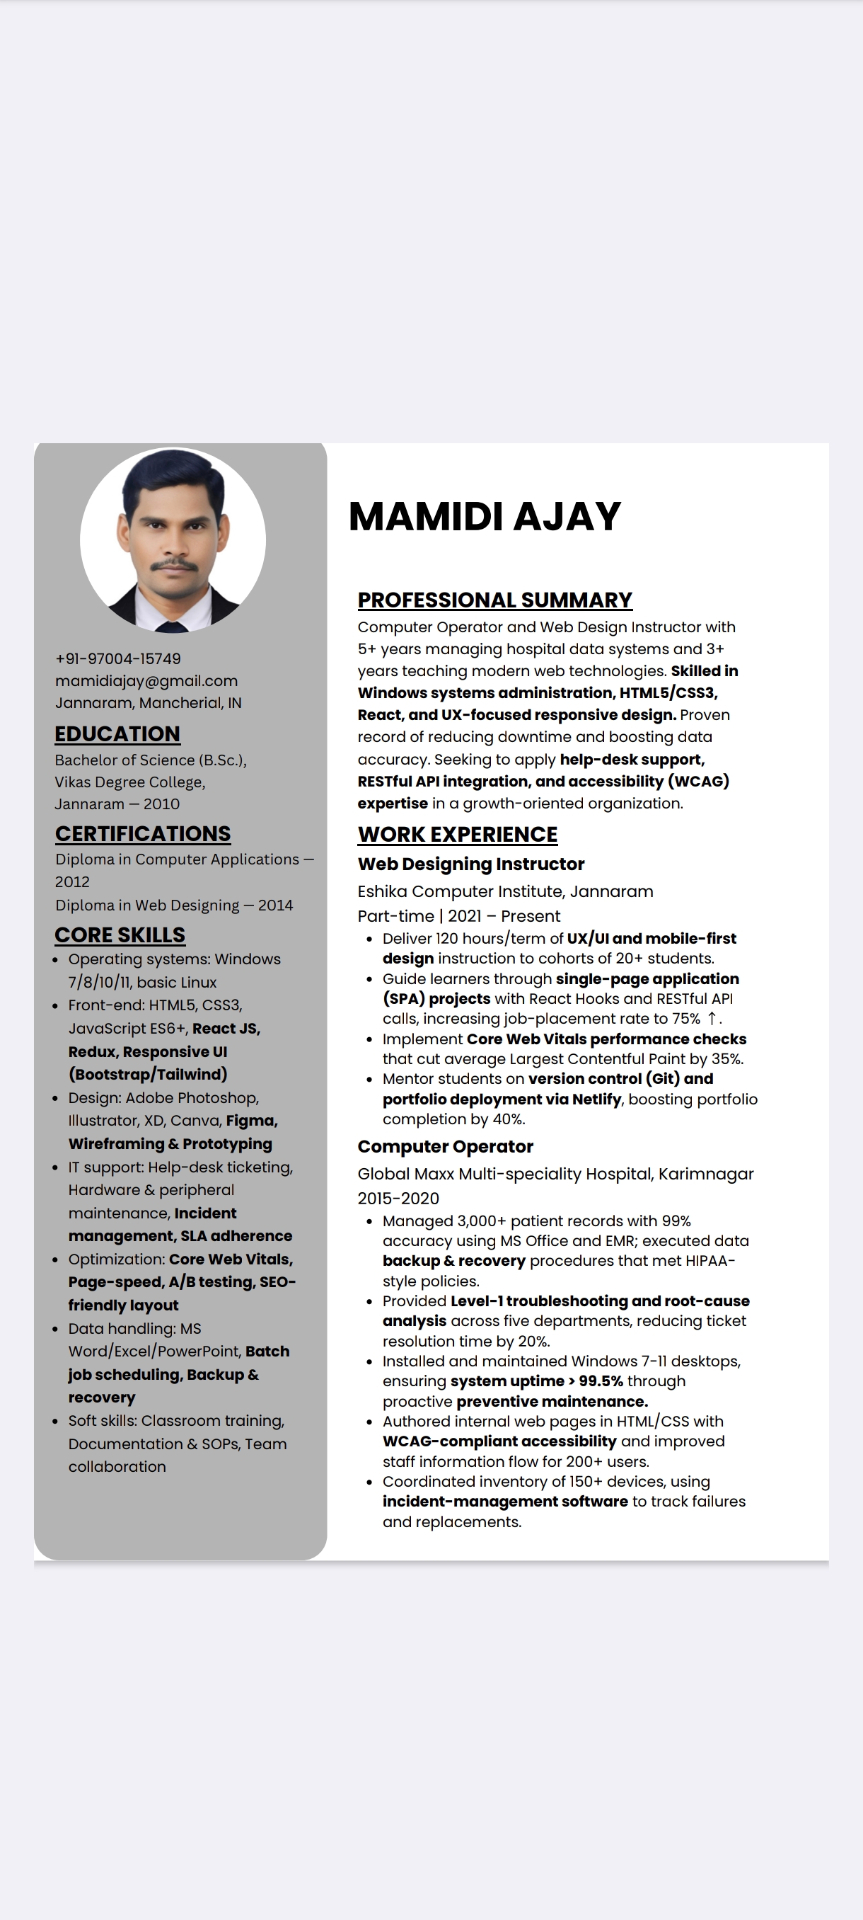 MAMIDI AJAY
+91-97004-15749
mamidiajay@gmail.com
Jannaram, Mancherial, IN
EDUCATION
Bachelor of Science (B.Sc.),
Vikas Degree College,
Jannaram — 2010
CERTIFICATIONS
Diploma in Computer Applications —
2012
Diploma in Web Designing — 2014
CORE SKILLS
• Operating systems: Windows
7/8/10/11, basic Linux
• Front-end: HTML5, CSS3,
JavaScript ES6+, React JS,
Redux, Responsive UI
(Bootstrap/Tailwind)
• Design: Adobe Photoshop,
Illustrator, XD, Canva, Figma,
Wireframing & Prototyping
• IT support: Help-desk ticketing,
Hardware & peripheral
maintenance, Incident
management, SLA adherence
• Optimization: Core Web Vitals,
Page-speed, A/B testing, SEO-
friendly layout
• Data handling: MS
Word/Excel/PowerPoint, Batch
job scheduling, Backup &
recovery
• Soft skills: Classroom training,
Documentation & SOPs, Team
collaboration
PROFESSIONAL SUMMARY
Computer Operator and Web Design Instructor with
5+ years managing hospital data systems and 3+
years teaching modern web technologies. Skilled in
Windows systems administration, HTML5/CSS3,
React, and UX-focused responsive design. Proven
record of reducing downtime and boosting data
accuracy. Seeking to apply help-desk support,
RESTful API integration, and accessibility (WCAG)
expertise in a growth-oriented organization.
WORK EXPERIENCE
Web Designing Instructor
Eshika Computer Institute, Jannaram
Part-time | 2021 – Present
• Deliver 120 hours/term of UX/UI and mobile-first
design instruction to cohorts of 20+ students.
• Guide learners through single-page application
(SPA) projects with React Hooks and RESTful API
calls, increasing job-placement rate to 75% ↑.
• Implement Core Web Vitals performance checks
that cut average Largest Contentful Paint by 35%.
• Mentor students on version control (Git) and
portfolio deployment via Netlify, boosting portfolio
completion by 40%.
Computer Operator
Global Maxx Multi-speciality Hospital, Karimnagar
2015-2020
• Managed 3,000+ patient records with 99%
accuracy using MS Office and EMR; executed data
backup & recovery procedures that met HIPAA-
style policies.
• Provided Level-1 troubleshooting and root-cause
analysis across five departments, reducing ticket
resolution time by 20%.
• Installed and maintained Windows 7-11 desktops,
ensuring system uptime > 99.5% through
proactive preventive maintenance.
• Authored internal web pages in HTML/CSS with
WCAG-compliant accessibility and improved
staff information flow for 200+ users.
• Coordinated inventory of 150+ devices, using
incident-management software to track failures
and replacements.